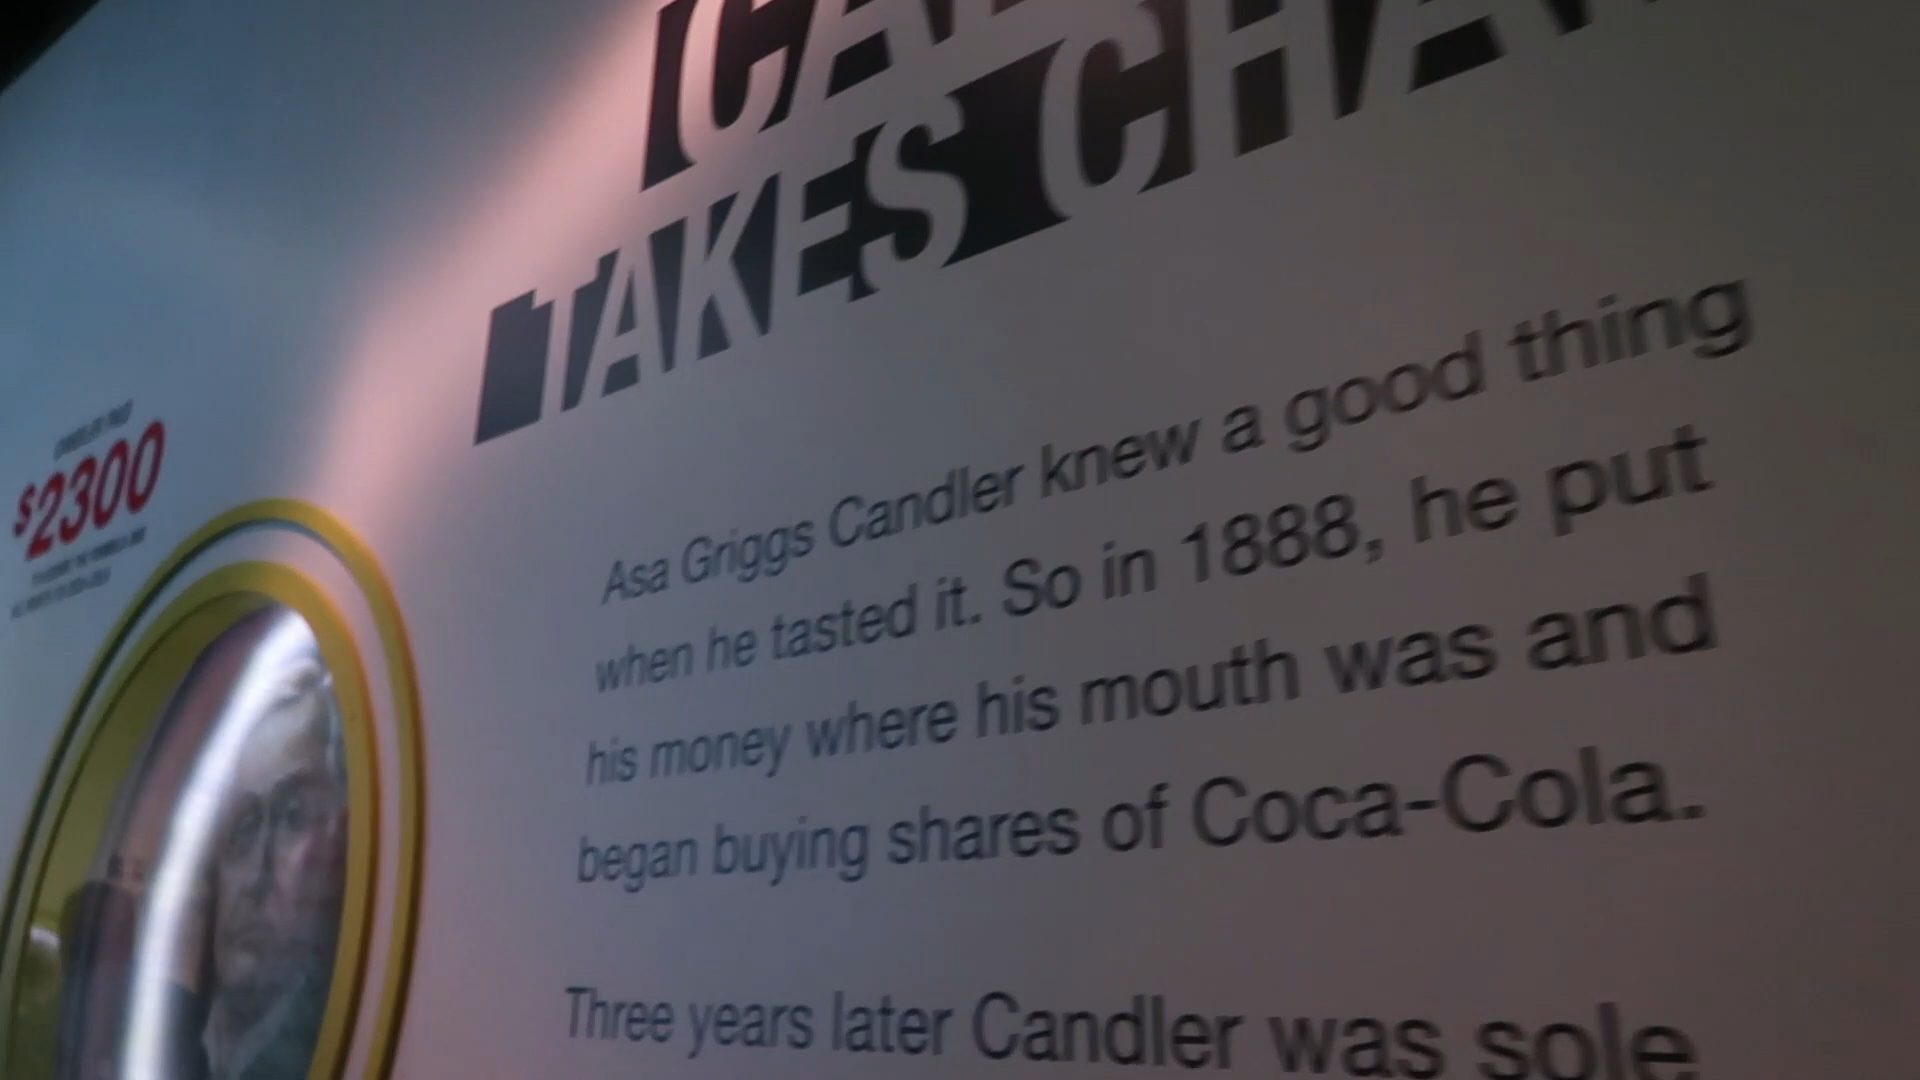 TAKES
Asa Griggs Candler knew a good thing
when he tasted it. So in 1888, he put
his money where his mouth was and
began buying shares of Coca-Cola.
Three years later Candler was sole
$2300